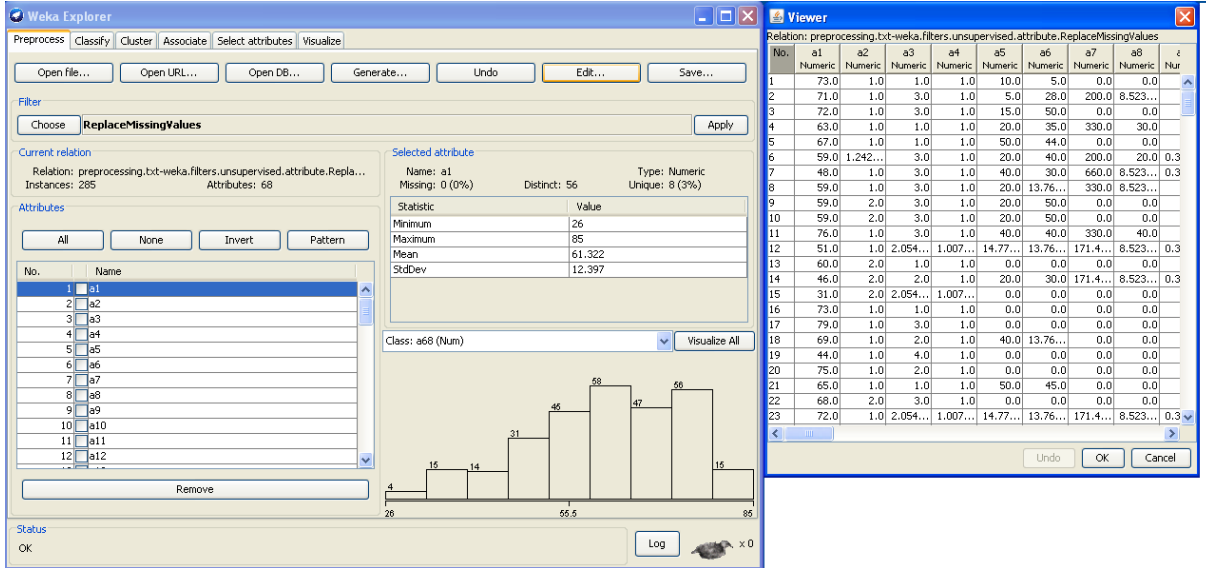 Weka Explorer
Preprocess Classify Cluster Associate Select attributes Visualize
Open file... Open URL... Open DB... Generate... Undo Edit... Save...
Filter
Choose ReplaceMissingValues Apply
Current relation
Relation: preprocessing.txt-weka.filters.unsupervised.attribute.Repla...
Instances: 285 Attributes: 68
Attributes
All None Invert Pattern
No. Name
1 a1
2 a2
3 a3
4 a4
5 a5
6 a6
7 a7
8 a8
9 a9
10 a10
11 a11
12 a12
Remove
Status
OK
Log x 0
Selected attribute
Name: a1 Type: Numeric
Missing: 0 (0%) Distinct: 56 Unique: 8 (3%)
Statistic Value
Minimum 26
Maximum 85
Mean 61.322
StdDev 12.397
Class: a68 (Num) Visualize All
4 15 14 31 46 58 47 56 15
26 55.5 85
Viewer
Relation: preprocessing.txt-weka.filters.unsupervised.attribute.ReplaceMissingValues
No. a1 a2 a3 a4 a5 a6 a7 a8
Numeric Numeric Numeric Numeric Numeric Numeric Numeric Numeric Nur
1 73.0 1.0 1.0 1.0 10.0 5.0 0.0 0.0
2 71.0 1.0 3.0 1.0 5.0 28.0 200.0 8.523...
3 72.0 1.0 3.0 1.0 15.0 50.0 0.0 0.0
4 63.0 1.0 1.0 1.0 20.0 35.0 330.0 30.0
5 67.0 1.0 1.0 1.0 50.0 44.0 0.0 0.0
6 59.0 1.242... 3.0 1.0 20.0 40.0 200.0 20.0 0.3
7 48.0 1.0 3.0 1.0 40.0 30.0 660.0 8.523... 0.3
8 59.0 1.0 3.0 1.0 20.0 13.76... 330.0 8.523...
9 59.0 2.0 3.0 1.0 20.0 50.0 0.0 0.0
10 59.0 2.0 3.0 1.0 20.0 50.0 0.0 0.0
11 76.0 1.0 3.0 1.0 40.0 40.0 330.0 40.0
12 51.0 1.0 2.054... 1.007... 14.77... 13.76... 171.4... 8.523... 0.3
13 60.0 2.0 1.0 1.0 0.0 0.0 0.0 0.0
14 46.0 2.0 2.0 1.0 20.0 30.0 171.4... 8.523... 0.3
15 31.0 2.0 2.054... 1.007... 0.0 0.0 0.0 0.0
16 73.0 1.0 1.0 1.0 0.0 0.0 0.0 0.0
17 79.0 1.0 3.0 1.0 0.0 0.0 0.0 0.0
18 69.0 1.0 2.0 1.0 40.0 13.76... 0.0 0.0
19 44.0 1.0 4.0 1.0 0.0 0.0 0.0 0.0
20 75.0 1.0 2.0 1.0 0.0 0.0 0.0 0.0
21 65.0 1.0 1.0 1.0 50.0 45.0 0.0 0.0
22 68.0 2.0 3.0 1.0 0.0 0.0 0.0 0.0
23 72.0 1.0 2.054... 1.007... 14.77... 13.76... 171.4... 8.523... 0.3
Undo OK Cancel